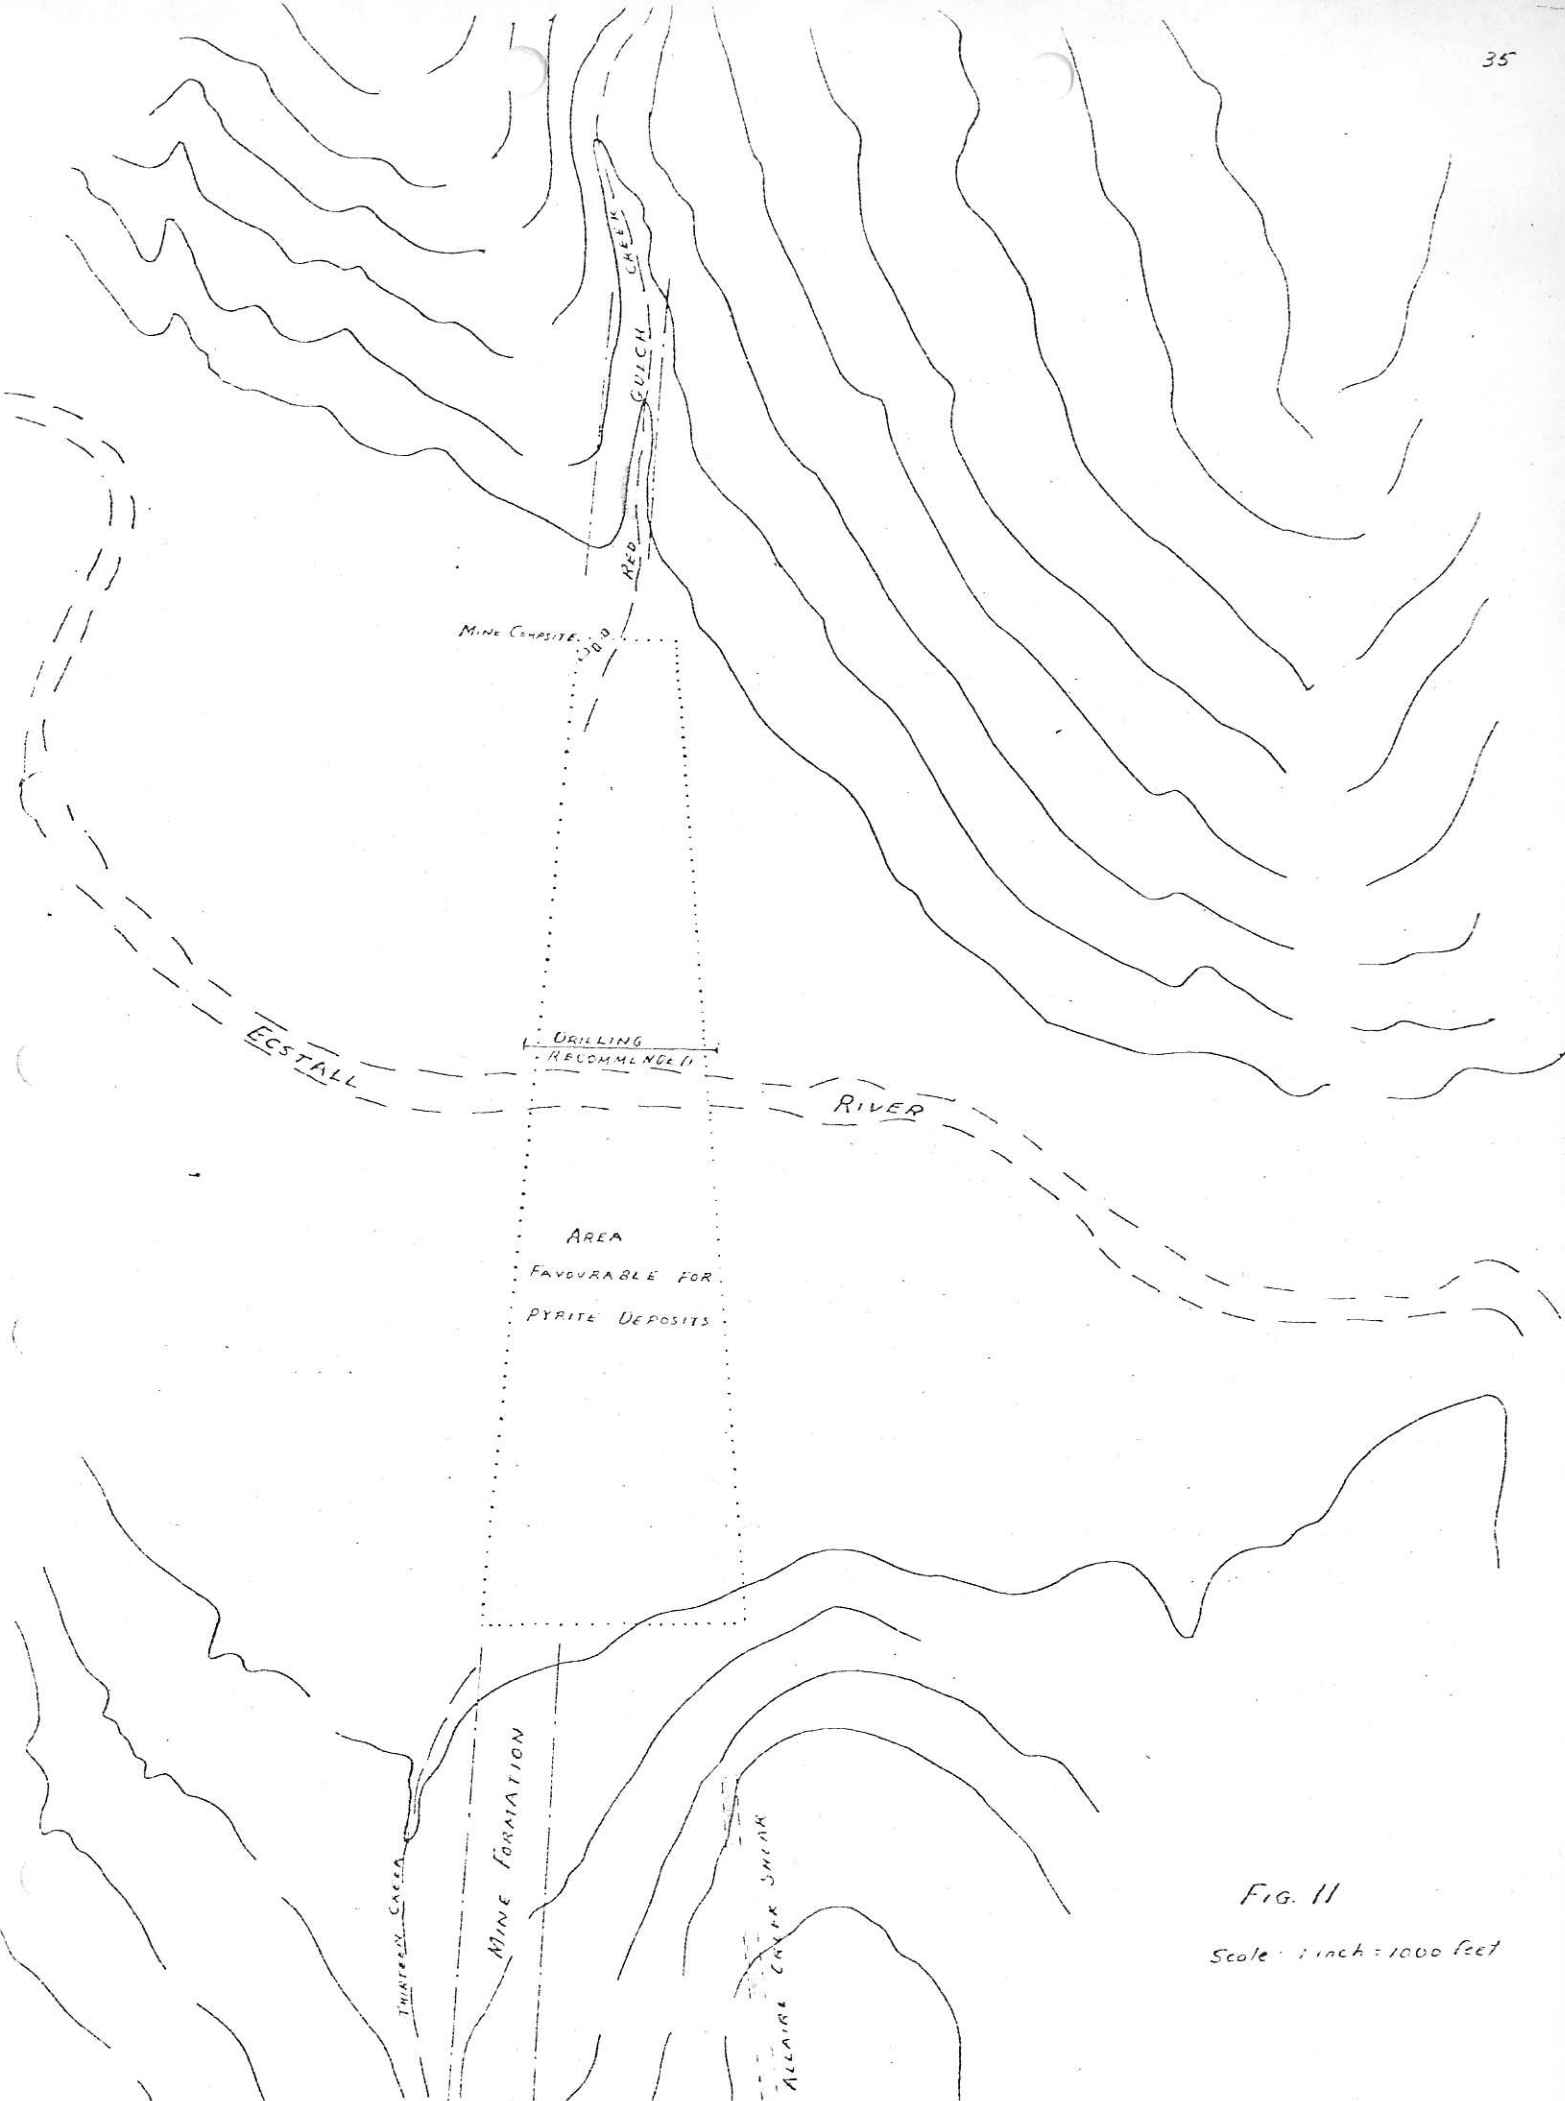 35
RED GULCH CREEK
MINE CAMPSITE
DRILLING
RECOMMENDED
ECSTALL RIVER
AREA
FAVOURABLE FOR
PYRITE DEPOSITS
MINE FORMATION
THIRTEEN CREEK
ALLAIRE CREEK SHEAR
FIG. 11
Scale: 1 inch = 1000 feet